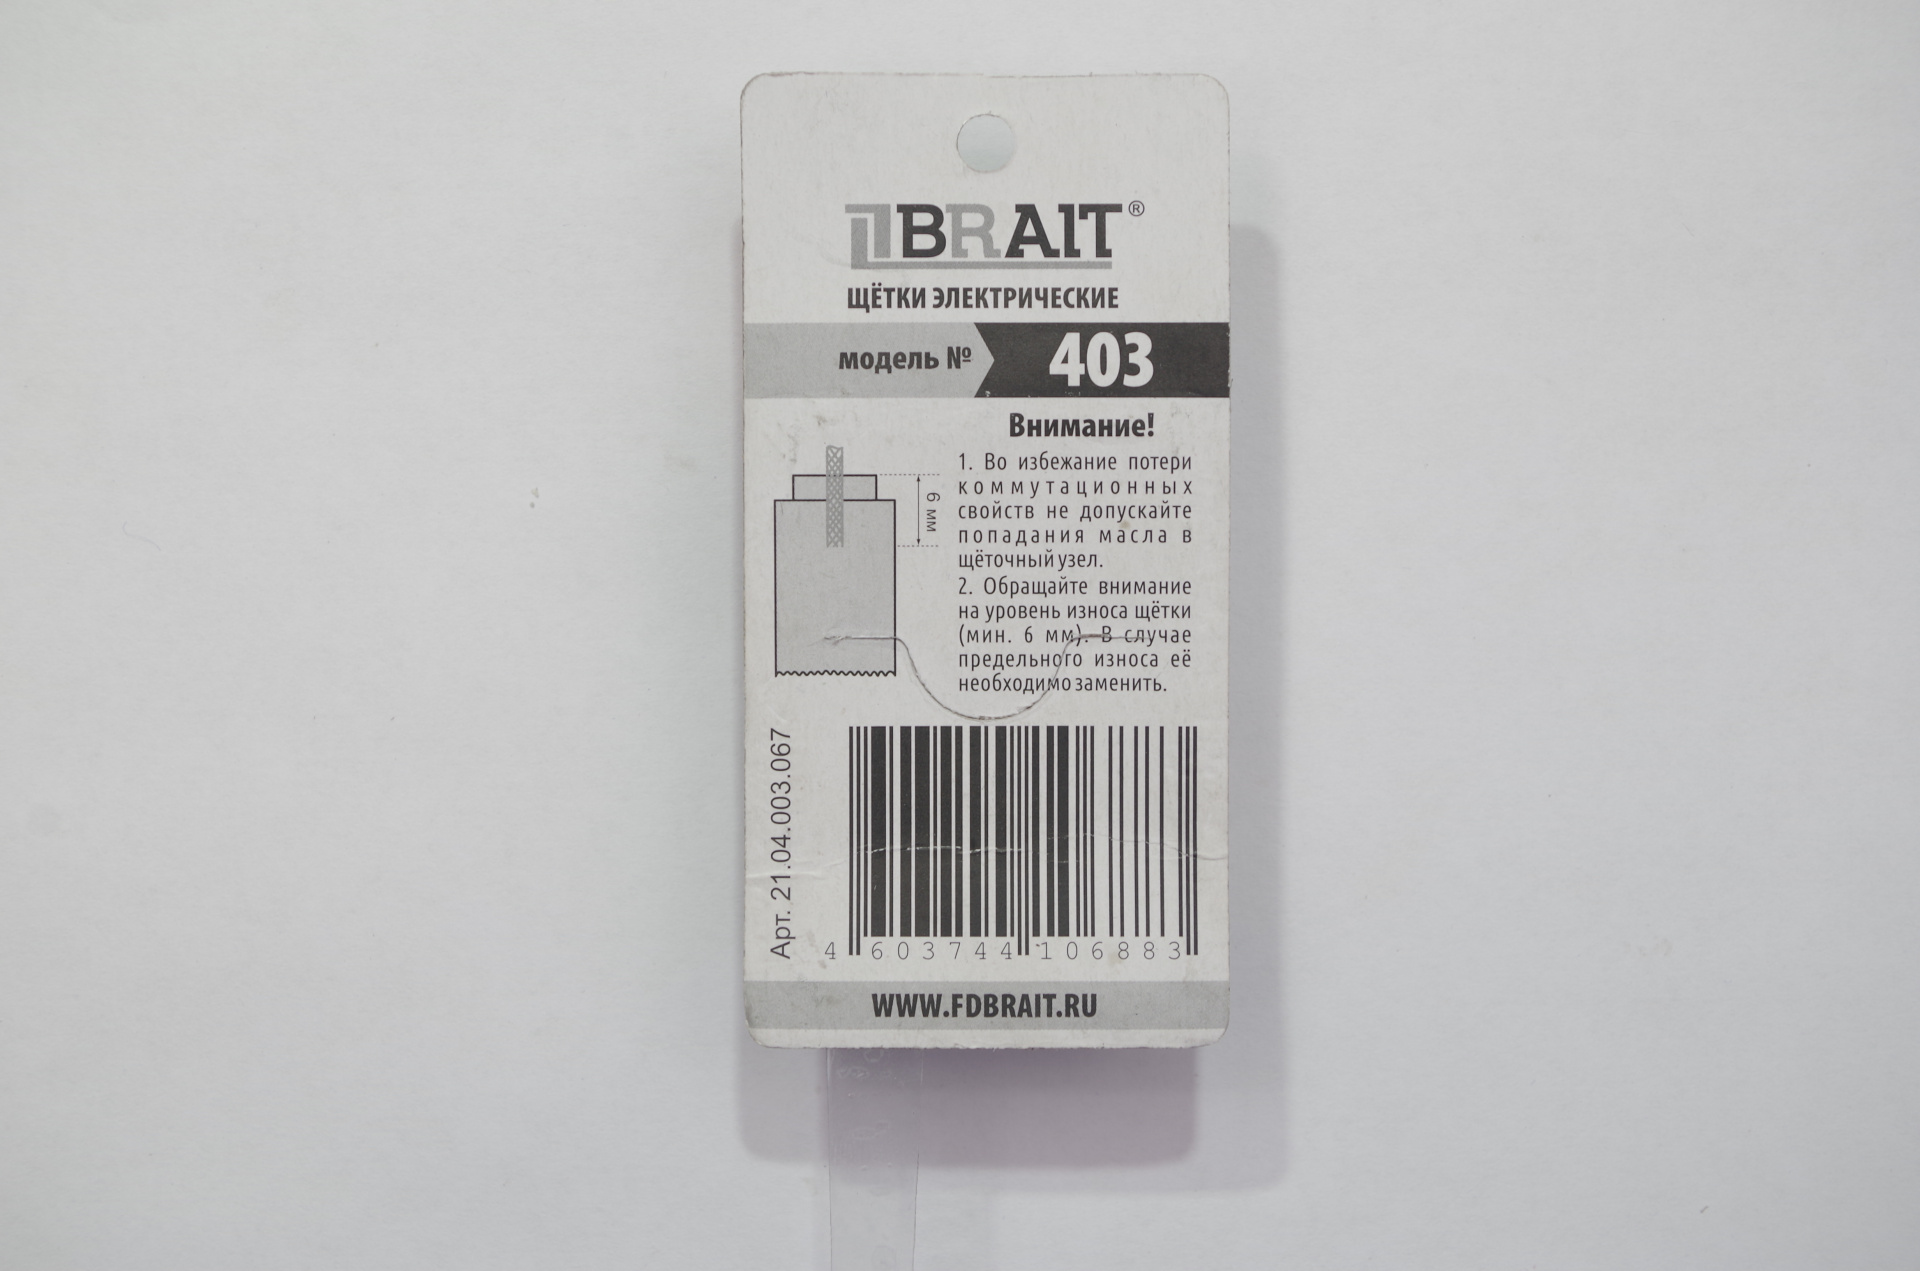 BRAIT®
ЩЁТКИ ЭЛЕКТРИЧЕСКИЕ
модель № 403
Внимание!
6 мм
1. Во избежание потери
коммутационных
свойств не допускайте
попадания масла в
щёточный узел.
2. Обращайте внимание
на уровень износа щётки
(мин. 6 мм). В случае
предельного износа её
необходимо заменить.
Арт. 21.04.003.067
4 603744 106883
WWW.FDBRAIT.RU